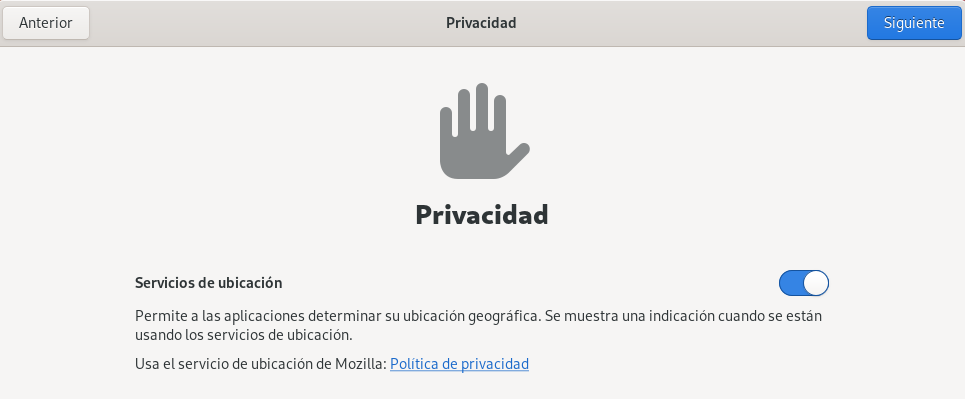 Anterior
Privacidad
Siguiente
Privacidad
Servicios de ubicación
Permite a las aplicaciones determinar su ubicación geográfica. Se muestra una indicación cuando se están
usando los servicios de ubicación.
Usa el servicio de ubicación de Mozilla: Política de privacidad